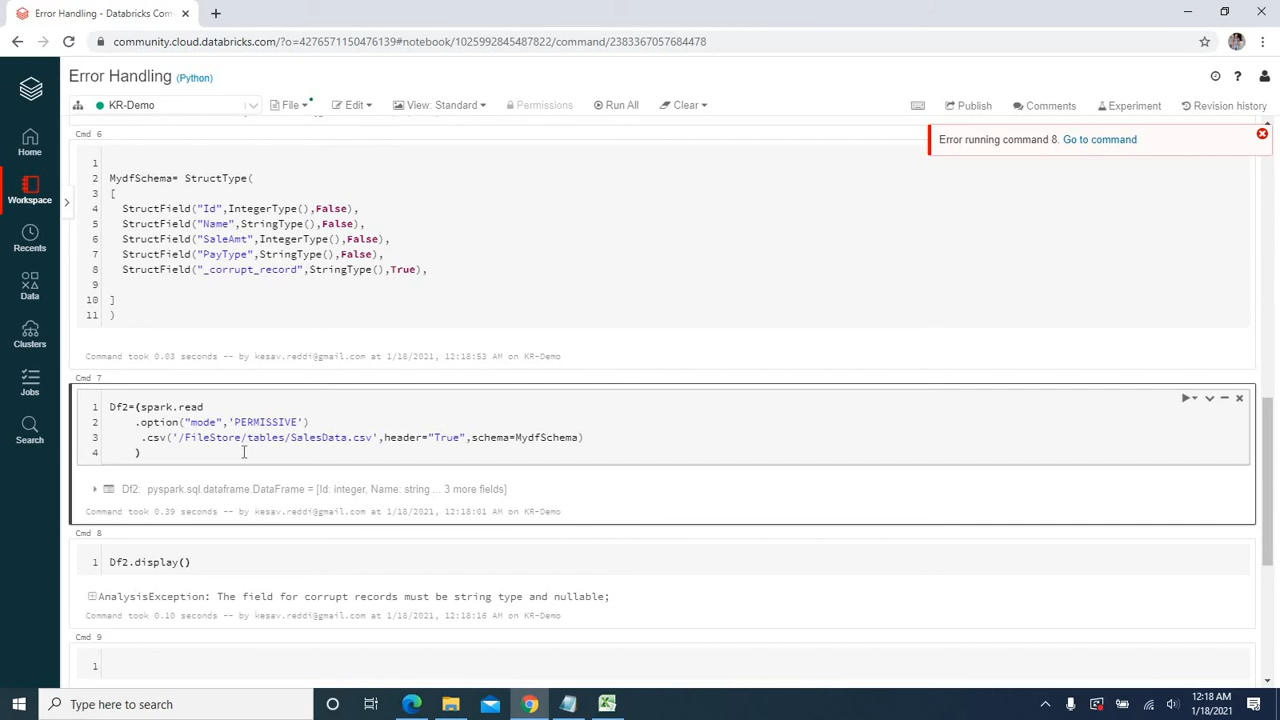 Error Handling - Databricks Com
community.cloud.databricks.com/?o=4276571150476139#notebook/1025992845487822/command/2383367057684478
Error Handling (Python)
KR-Demo
File
Edit
View: Standard
Permissions
Run All
Clear
Publish
Comments
Experiment
Revision history
Home
Workspace
Recents
Data
Clusters
Jobs
Search
Error running command 8. Go to command
Cmd 6
1
2 MydfSchema= StructType(
3 [
4 StructField("Id",IntegerType(),False),
5 StructField("Name",StringType(),False),
6 StructField("SaleAmt",IntegerType(),False),
7 StructField("PayType",StringType(),False),
8 StructField("_corrupt_record",StringType(),True),
10 ]
11 )
Command took 0.03 seconds -- by kesav.reddi@gmail.com at 1/18/2021, 12:18:53 AM on KR-Demo
Cmd 7
1 Df2=(spark.read
2 .option("mode",'PERMISSIVE')
3 .csv('/FileStore/tables/SalesData.csv',header="True",schema=MydfSchema)
4 )
Df2: pyspark.sql.dataframe.DataFrame = [Id: integer, Name: string ... 3 more fields]
Command took 0.39 seconds -- by kesav.reddi@gmail.com at 1/18/2021, 12:18:01 AM on KR-Demo
Cmd 8
1 Df2.display()
AnalysisException: The field for corrupt records must be string type and nullable;
Command took 0.10 seconds -- by kesav.reddi@gmail.com at 1/18/2021, 12:18:16 AM on KR-Demo
Cmd 9
1
Type here to search
12:18 AM
1/18/2021